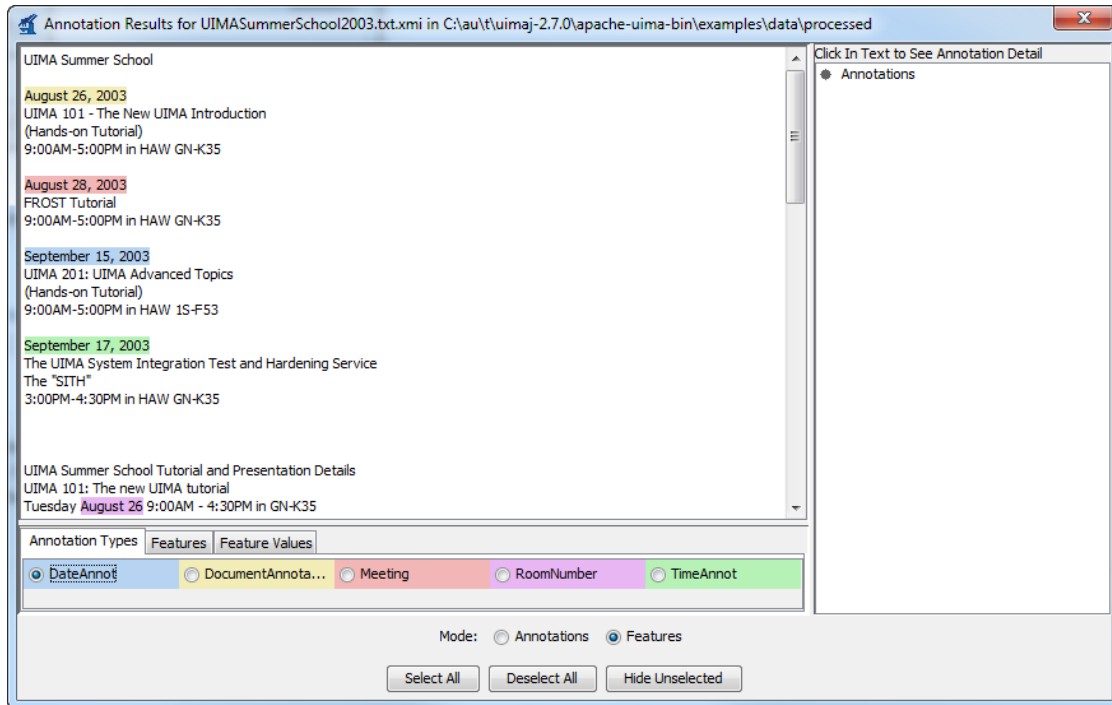 Annotation Results for UIMASummerSchool2003.txt.xmi in C:\au\t\uimaj-2.7.0\apache-uima-bin\examples\data\processed
UIMA Summer School
August 26, 2003
UIMA 101 - The New UIMA Introduction
(Hands-on Tutorial)
9:00AM-5:00PM in HAW GN-K35
August 28, 2003
FROST Tutorial
9:00AM-5:00PM in HAW GN-K35
September 15, 2003
UIMA 201: UIMA Advanced Topics
(Hands-on Tutorial)
9:00AM-5:00PM in HAW 1S-F53
September 17, 2003
The UIMA System Integration Test and Hardening Service
The "SITH"
3:00PM-4:30PM in HAW GN-K35
UIMA Summer School Tutorial and Presentation Details
UIMA 101: The new UIMA tutorial
Tuesday August 26 9:00AM - 4:30PM in GN-K35
Click In Text to See Annotation Detail
Annotations
Annotation Types Features Feature Values
DateAnnot DocumentAnnota... Meeting RoomNumber TimeAnnot
Mode: Annotations Features
Select All Deselect All Hide Unselected